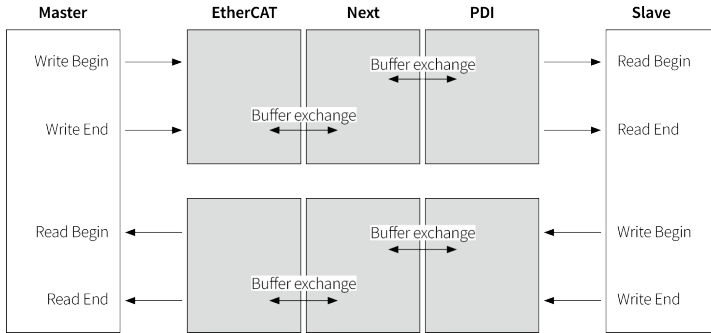 Master EtherCAT Next PDI Slave
Write Begin Buffer exchange Read Begin
Write End Buffer exchange Read End
Read Begin Buffer exchange Write Begin
Read End Buffer exchange Write End